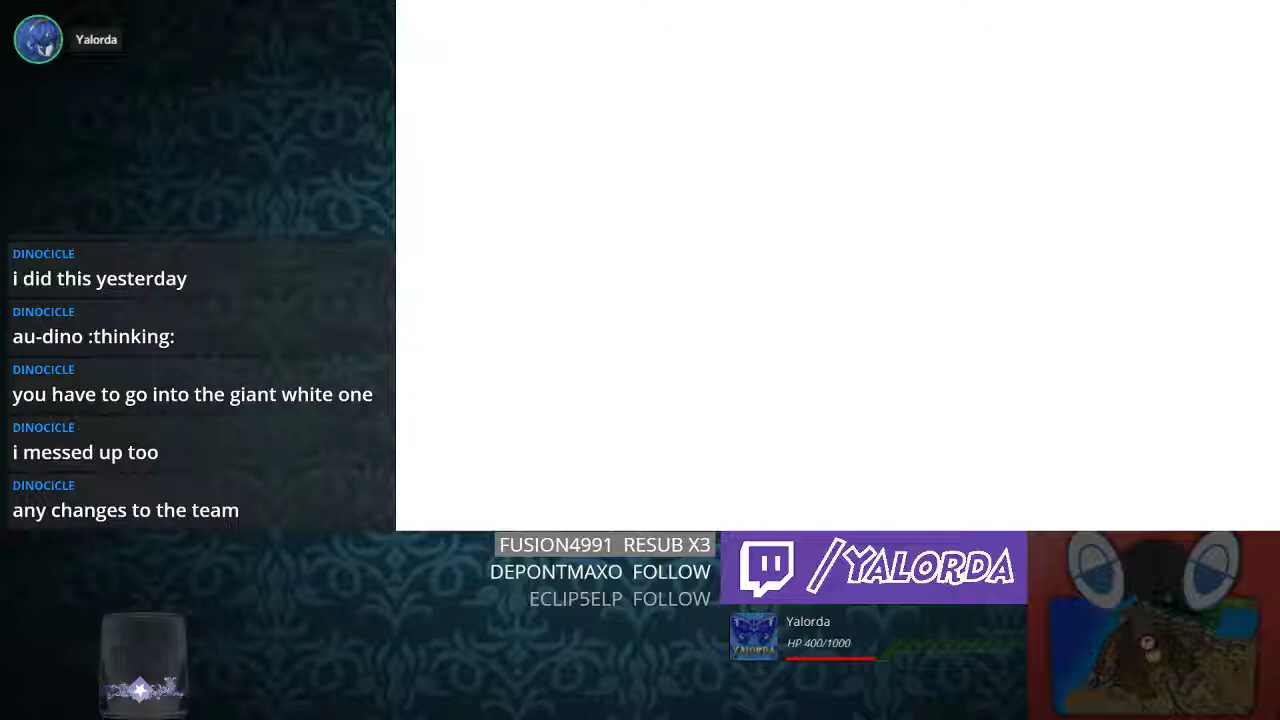 Yalorda
DINOCICLE
i did this yesterday
DINOCICLE
au-dino :thinking:
DINOCICLE
you have to go into the giant white one
DINOCICLE
i messed up too
DINOCICLE
any changes to the team
FUSION4991 RESUB X3
DEPONTMAXO FOLLOW
ECLIP5ELP FOLLOW
/YALORDA
Yalorda
HP 400/1000
YALORDA